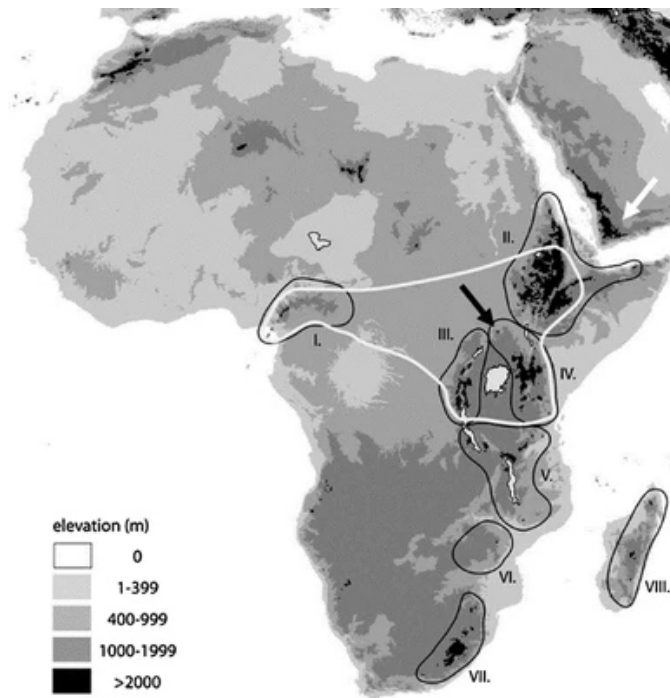 II.
I.
III.
IV.
V.
VI.
VII.
VIII.
elevation (m)
0
1-399
400-999
1000-1999
>2000